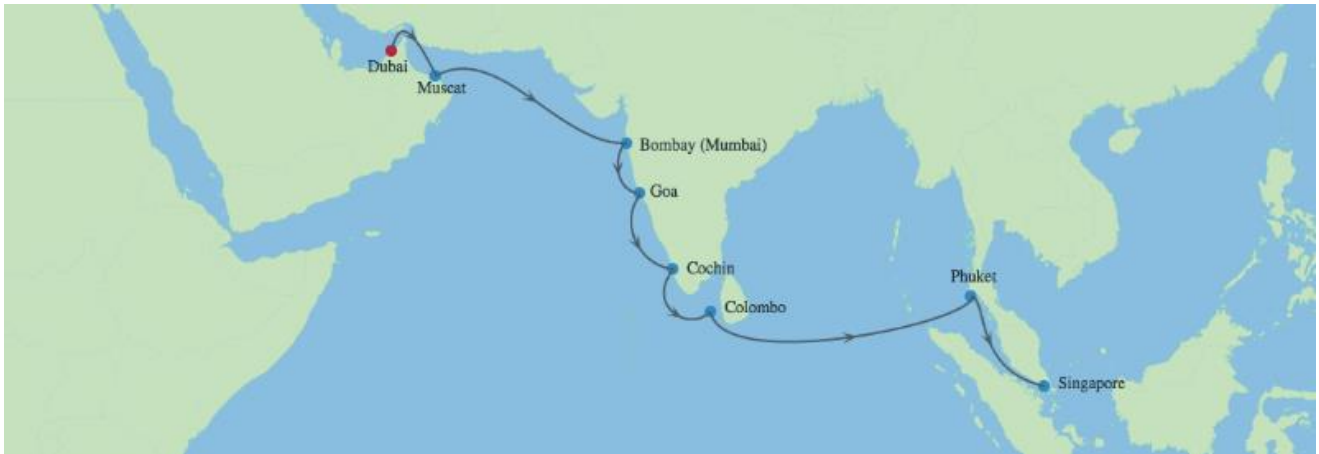 Dubai
Muscat
Bombay (Mumbai)
Goa
Cochin
Colombo
Phuket
Singapore